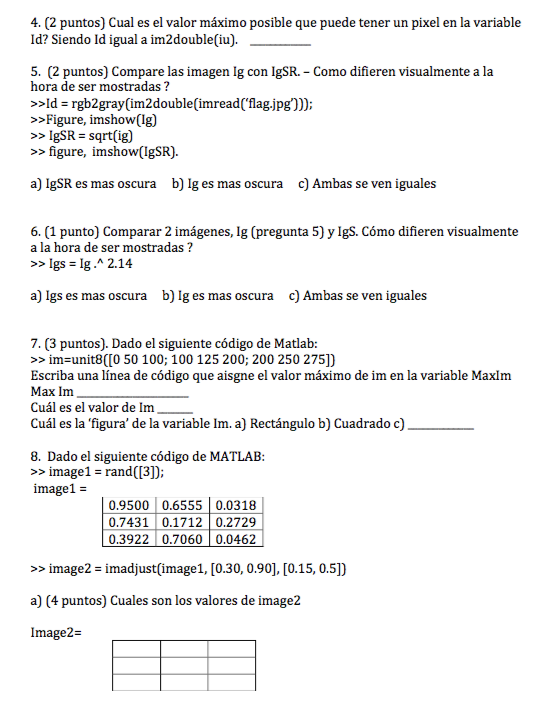 4. (2 puntos) Cual es el valor máximo posible que puede tener un pixel en la variable
Id? Siendo Id igual a im2double(iu). __________
5. (2 puntos) Compare las imagen Ig con IgSR. – Como difieren visualmente a la
hora de ser mostradas ?
>>Id = rgb2gray(im2double(imread(‘flag.jpg’)));
>>Figure, imshow(Ig)
>> IgSR = sqrt(ig)
>> figure, imshow(IgSR).
a) IgSR es mas oscura b) Ig es mas oscura c) Ambas se ven iguales
6. (1 punto) Comparar 2 imágenes, Ig (pregunta 5) y IgS. Cómo difieren visualmente
a la hora de ser mostradas ?
>> Igs = Ig .^ 2.14
a) Igs es mas oscura b) Ig es mas oscura c) Ambas se ven iguales
7. (3 puntos). Dado el siguiente código de Matlab:
>> im=unit8([0 50 100; 100 125 200; 200 250 275])
Escriba una línea de código que aisgne el valor máximo de im en la variable MaxIm
Max Im __________________
Cuál es el valor de Im ______
Cuál es la ‘figura’ de la variable Im. a) Rectángulo b) Cuadrado c) ___________
8. Dado el siguiente código de MATLAB:
>> image1 = rand([3]);
image1 =
0.9500 0.6555 0.0318
0.7431 0.1712 0.2729
0.3922 0.7060 0.0462
>> image2 = imadjust(image1, [0.30, 0.90], [0.15, 0.5])
a) (4 puntos) Cuales son los valores de image2
Image2=